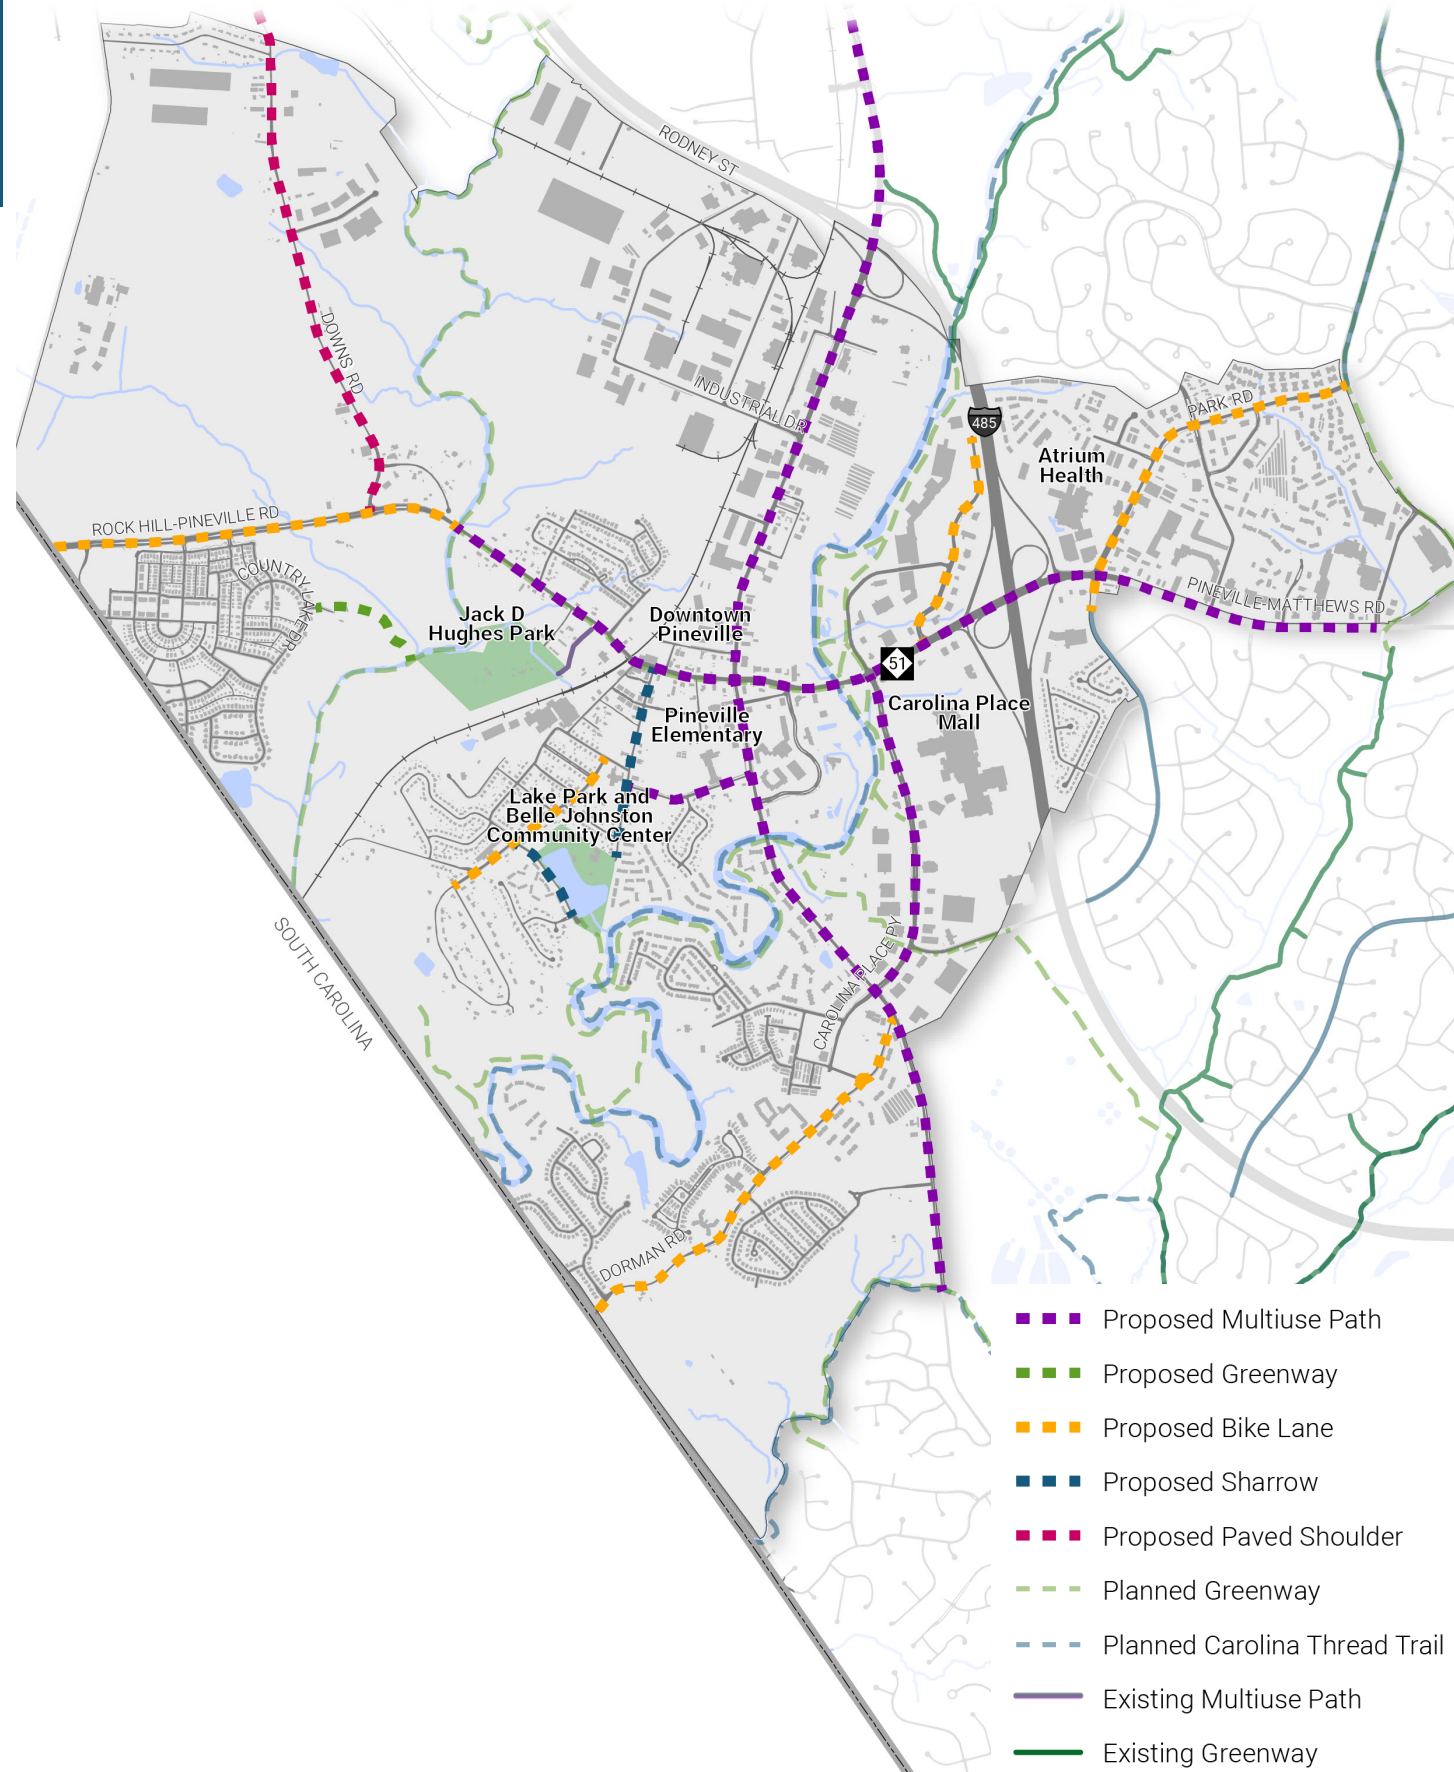 RODNEY ST
DOWNS RD
INDUSTRIAL DR
485
PARK RD
Atrium
Health
ROCK HILL-PINEVILLE RD
COUNTRY LAKE DR
Jack D
Hughes Park
Downtown
Pineville
PINEVILLE-MATTHEWS RD
51
Carolina Place
Mall
Pineville
Elementary
Lake Park and
Belle Johnston
Community Center
SOUTH CAROLINA
CAROLINA PLACE PY
DORMAN RD
Proposed Multiuse Path
Proposed Greenway
Proposed Bike Lane
Proposed Sharrow
Proposed Paved Shoulder
Planned Greenway
Planned Carolina Thread Trail
Existing Multiuse Path
Existing Greenway